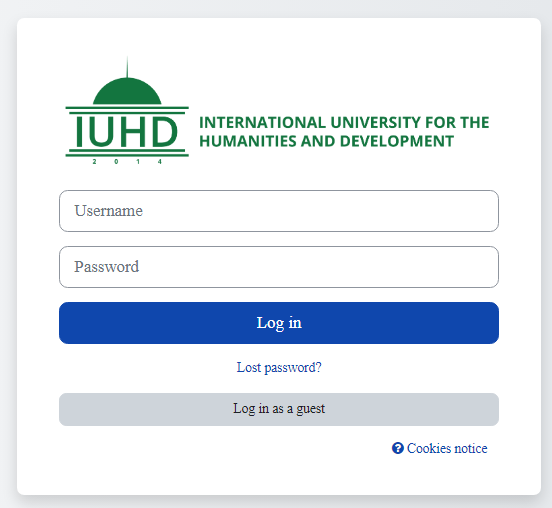 IUHD
2 0 1 4
INTERNATIONAL UNIVERSITY FOR THE
HUMANITIES AND DEVELOPMENT
Username
Password
Log in
Lost password?
Log in as a guest
Cookies notice